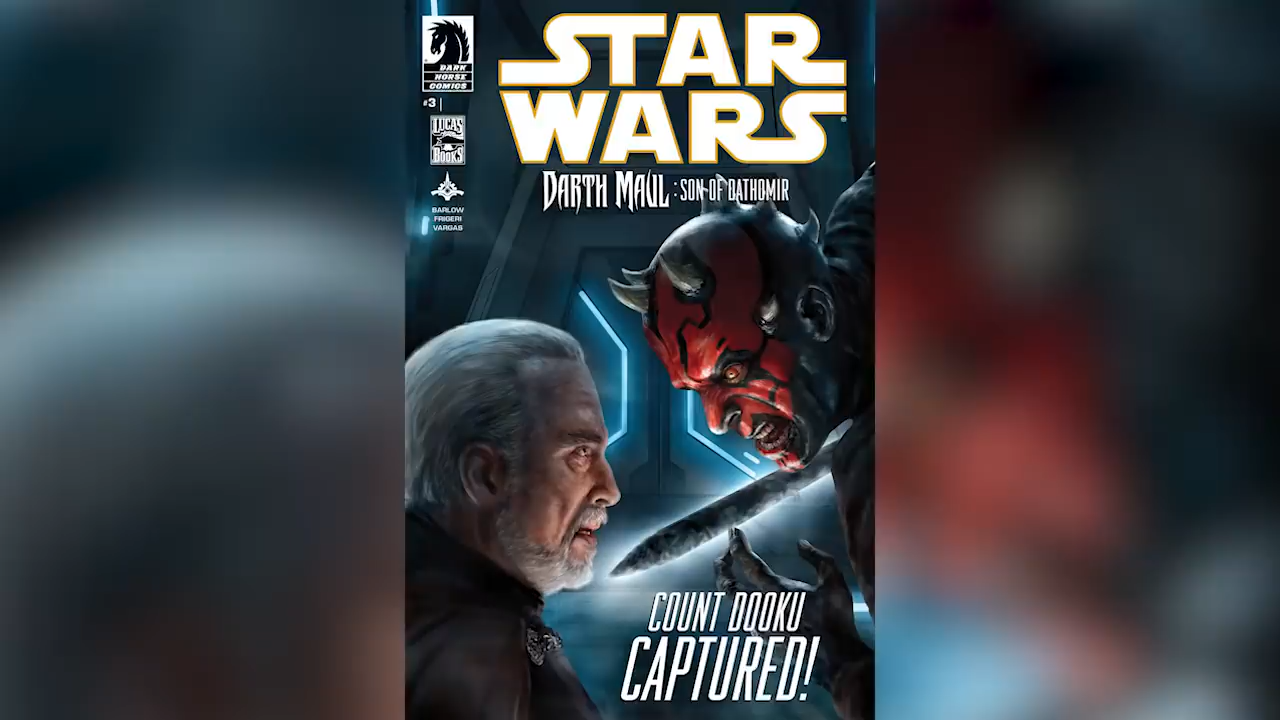 STAR
WARS
DARTH MAUL : SON OF DATHOMIR
DARK
HORSE
COMICS
#3
LUCAS
BOOKS
BARLOW
FRIGERI
VARGAS
COUNT DOOKU
CAPTURED!